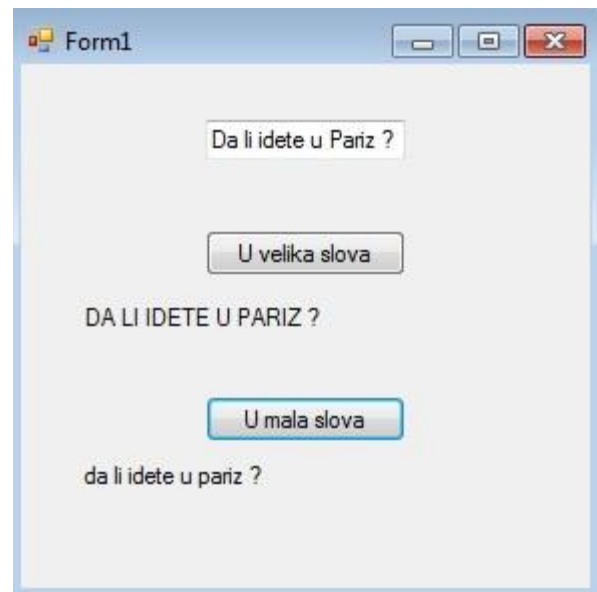 Form1
Da li idete u Pariz ?
U velika slova
DA LI IDETE U PARIZ ?
U mala slova
da li idete u pariz ?